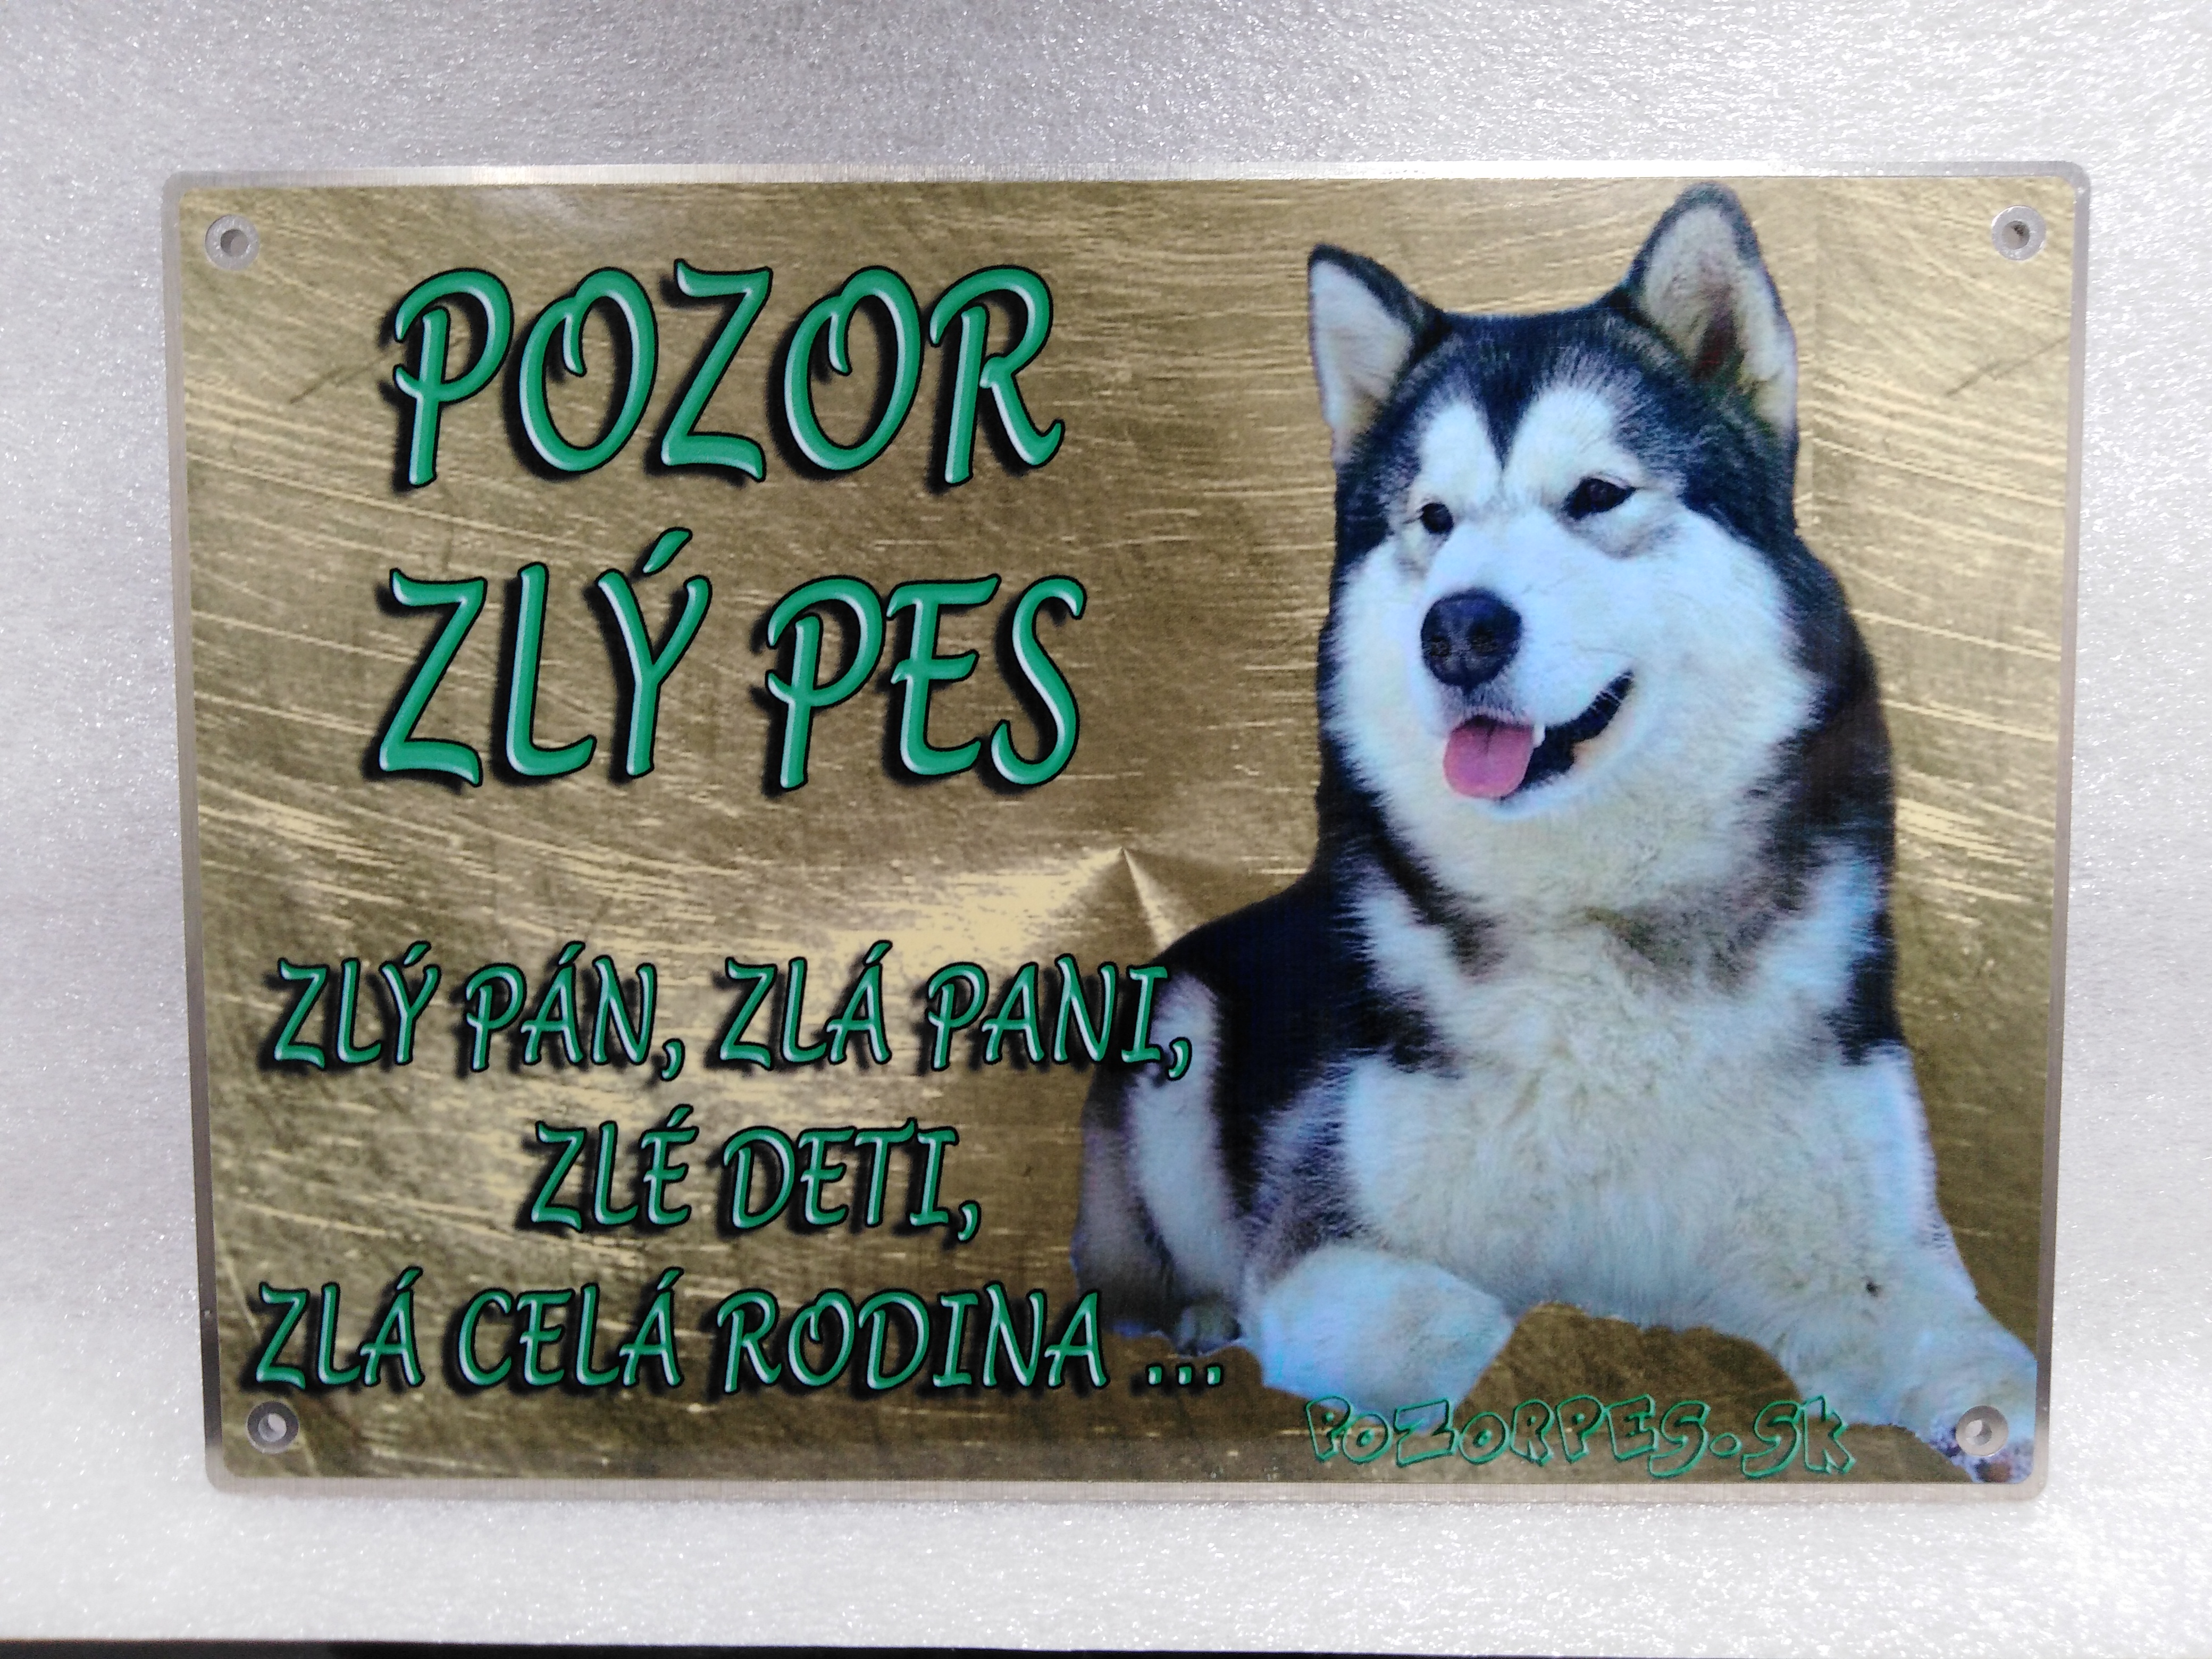 POZOR
ZLÝ PES
ZLÝ PÁN, ZLÁ PANI,
ZLÉ DETI,
ZLÁ CELÁ RODINA ...
POZORPES.SK